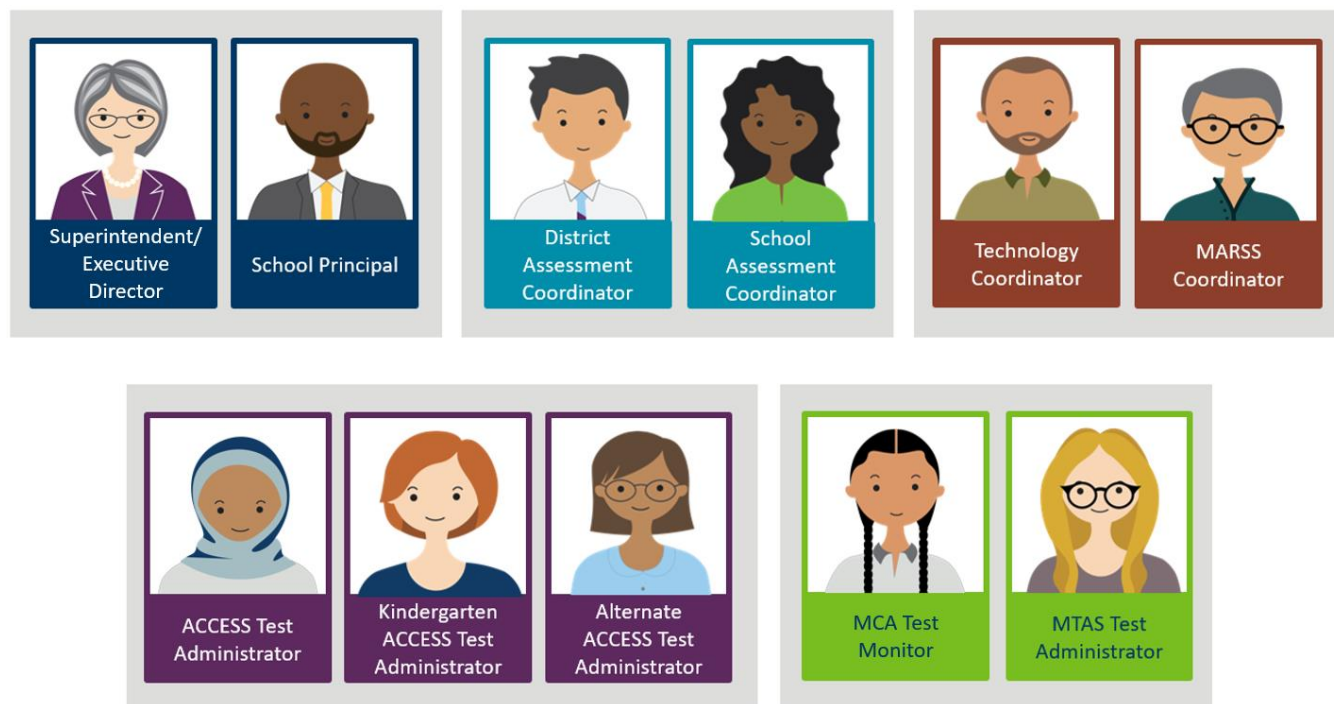 Superintendent/
Executive
Director
School Principal
District
Assessment
Coordinator
School
Assessment
Coordinator
Technology
Coordinator
MARSS
Coordinator
ACCESS Test
Administrator
Kindergarten
ACCESS Test
Administrator
Alternate
ACCESS Test
Administrator
MCA Test
Monitor
MTAS Test
Administrator